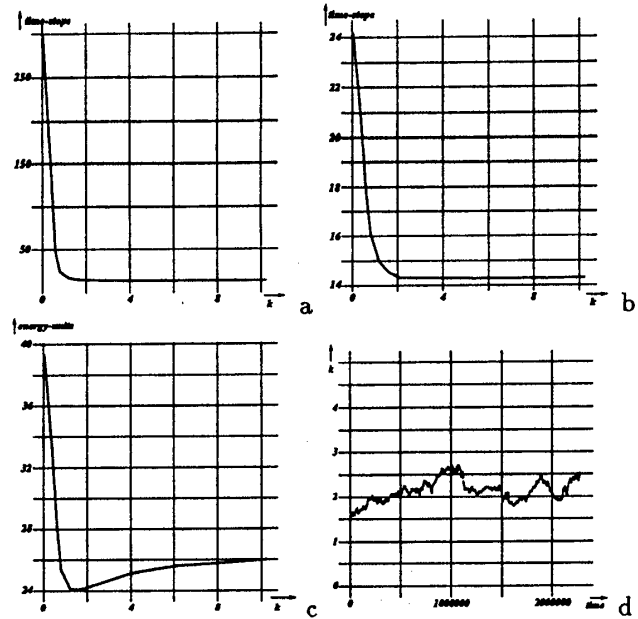 time-steps
250
150
50
0 4 8 k
a
time-steps
24
22
20
18
16
14
0 4 8 k
b
energy-units
40
36
32
28
24
0 4 8 k
c
k
4
3
2
1
0
0 1000000 2000000 time
d